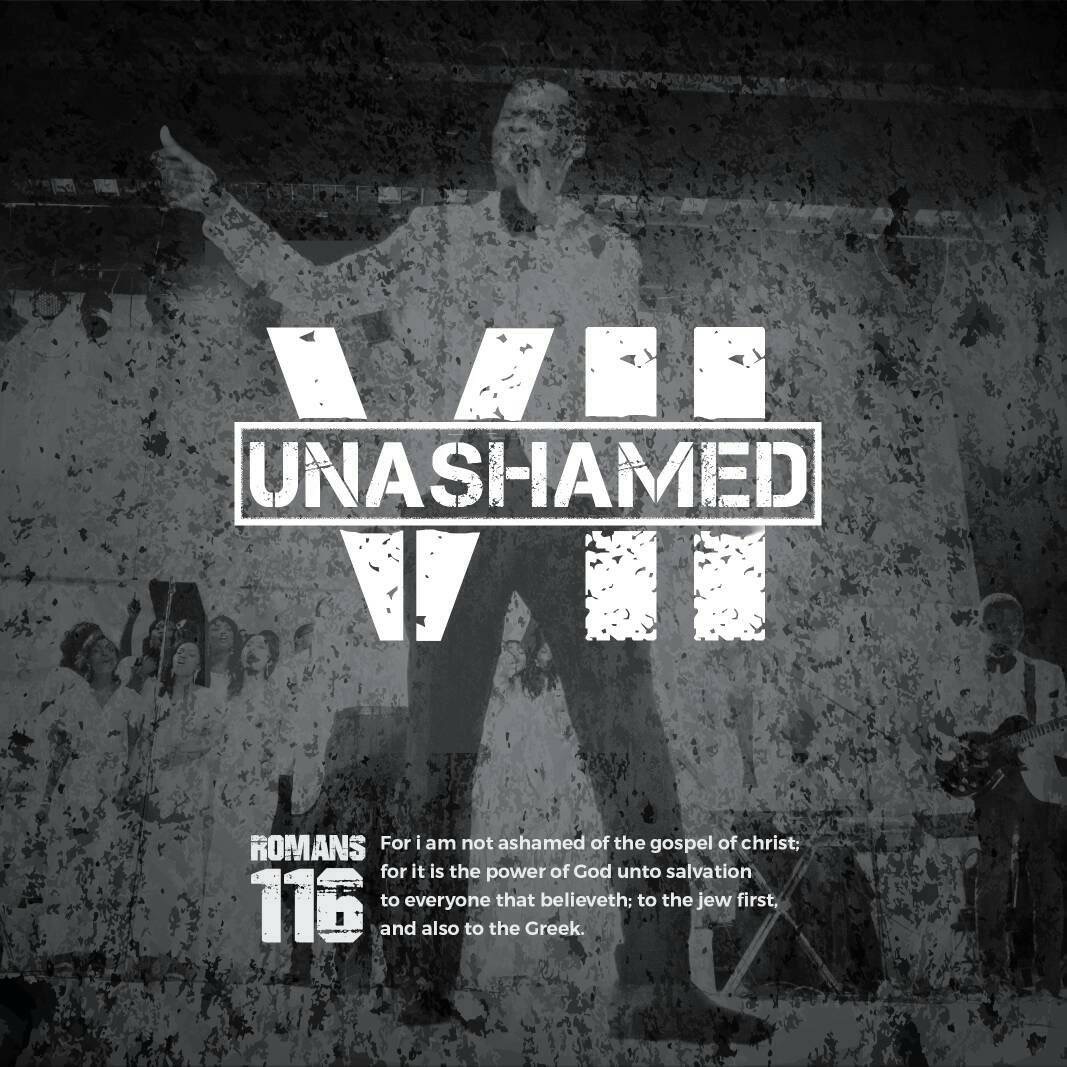 VII
UNASHAMED
ROMANS
116
For i am not ashamed of the gospel of christ;
for it is the power of God unto salvation
to everyone that believeth; to the jew first,
and also to the Greek.